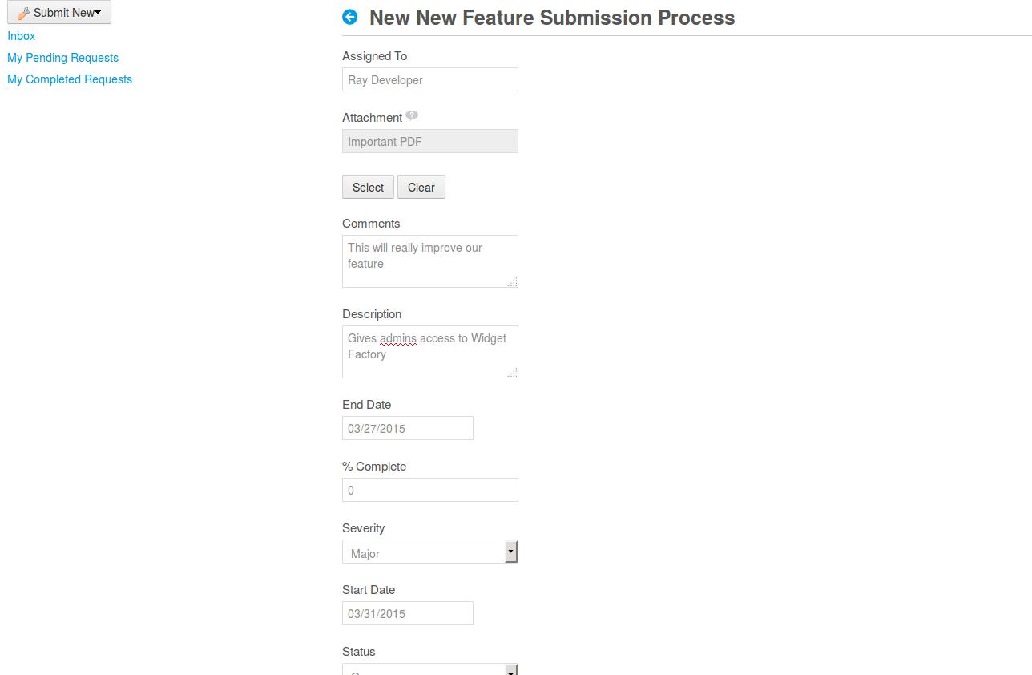 Submit New
Inbox
My Pending Requests
My Completed Requests
New New Feature Submission Process
Assigned To
Ray Developer
Attachment
Important PDF
Select Clear
Comments
This will really improve our
feature
Description
Gives admins access to Widget
Factory
End Date
03/27/2015
% Complete
0
Severity
Major
Start Date
03/31/2015
Status